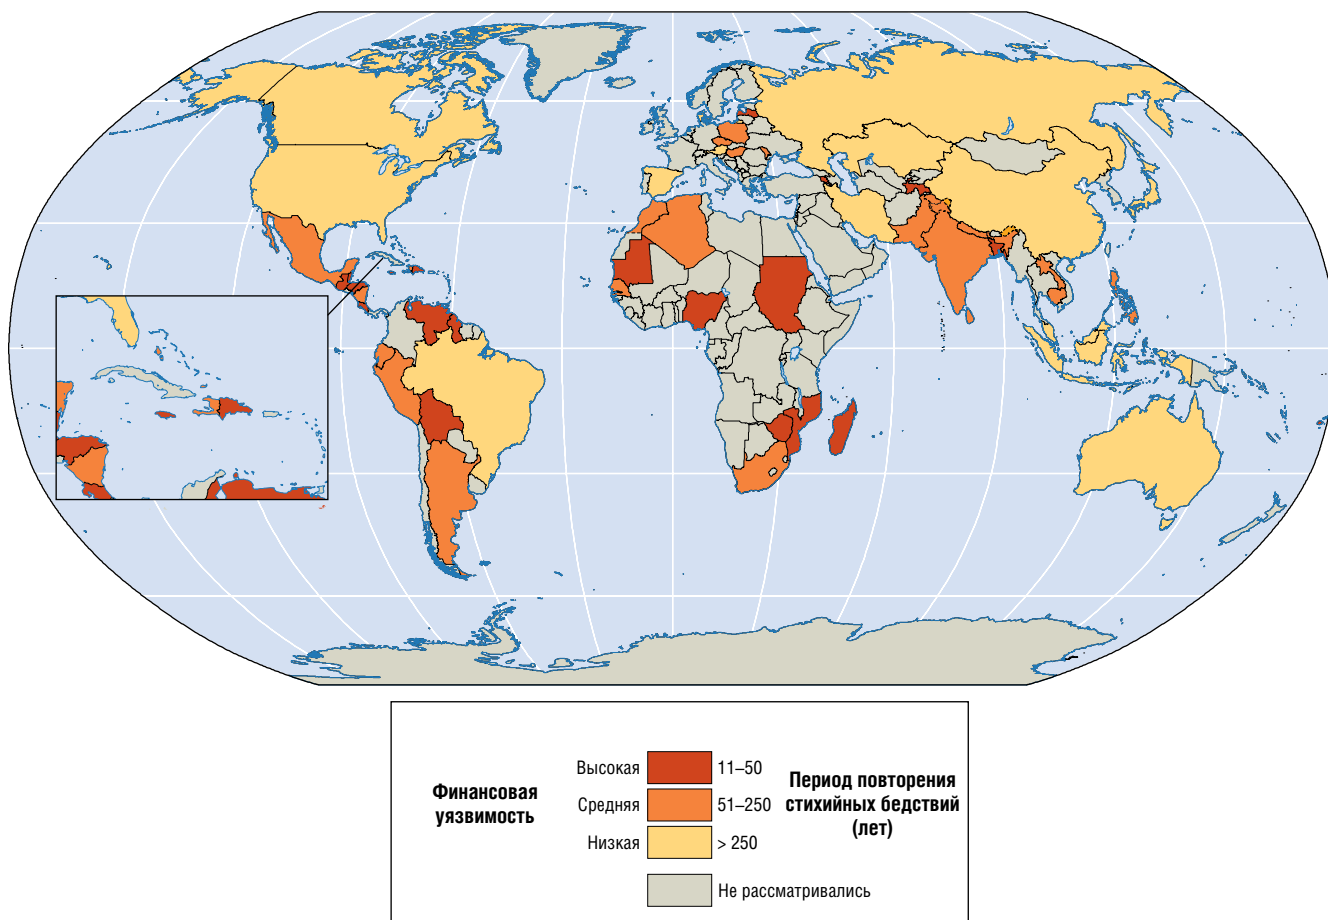 Финансовая
уязвимость
Высокая
Средняя
Низкая
11–50
51–250
> 250
Не рассматривались
Период повторения
стихийных бедствий
(лет)